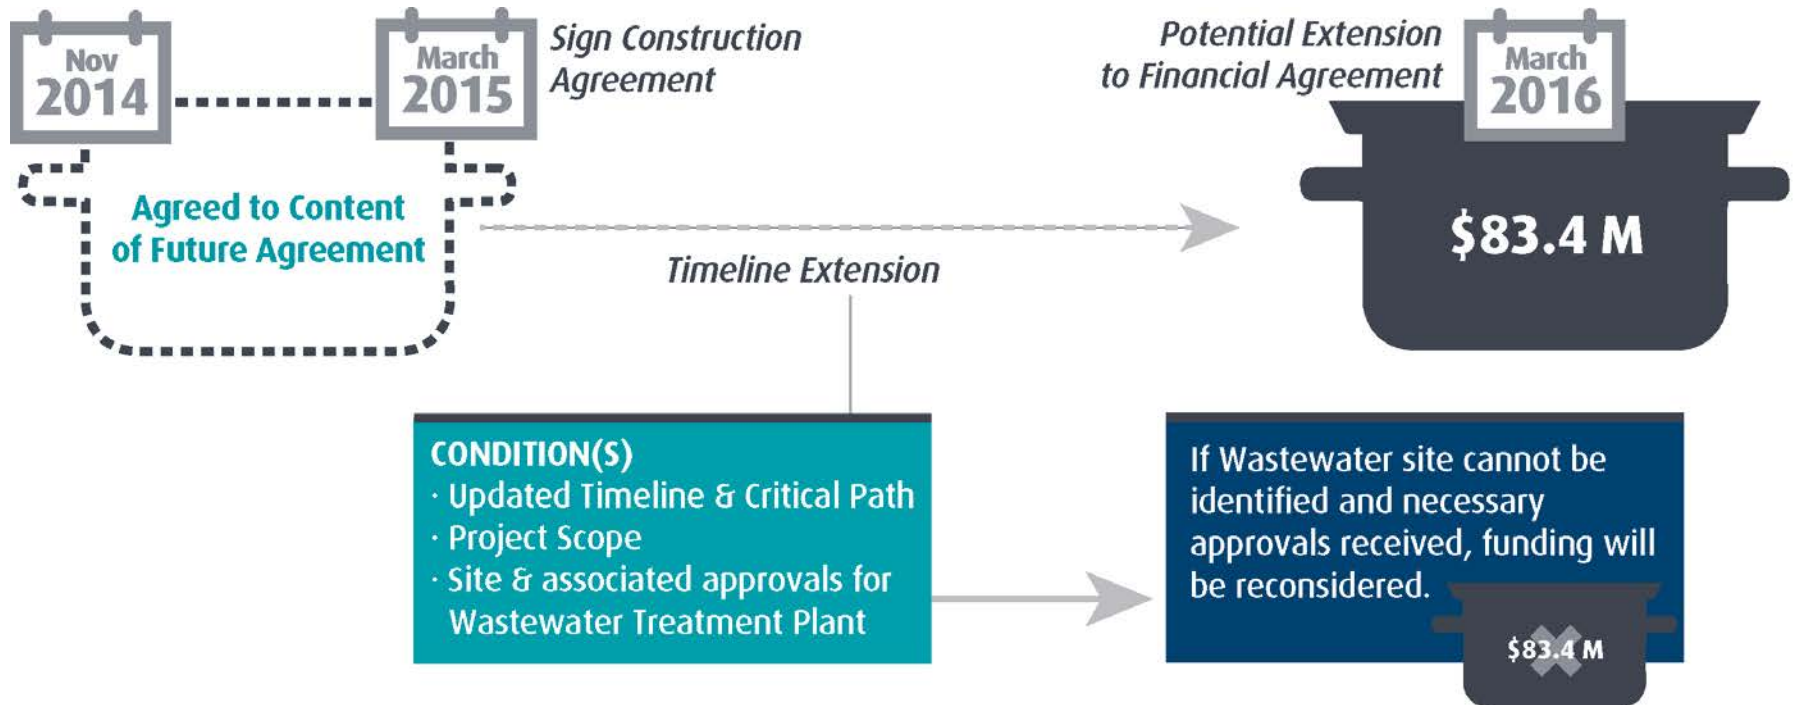 Nov
2014
March
2015
Sign Construction
Agreement
Potential Extension
to Financial Agreement
March
2016
Agreed to Content
of Future Agreement
Timeline Extension
$83.4 M
CONDITION(S)
· Updated Timeline & Critical Path
· Project Scope
· Site & associated approvals for
Wastewater Treatment Plant
If Wastewater site cannot be
identified and necessary
approvals received, funding will
be reconsidered.
$83.4 M